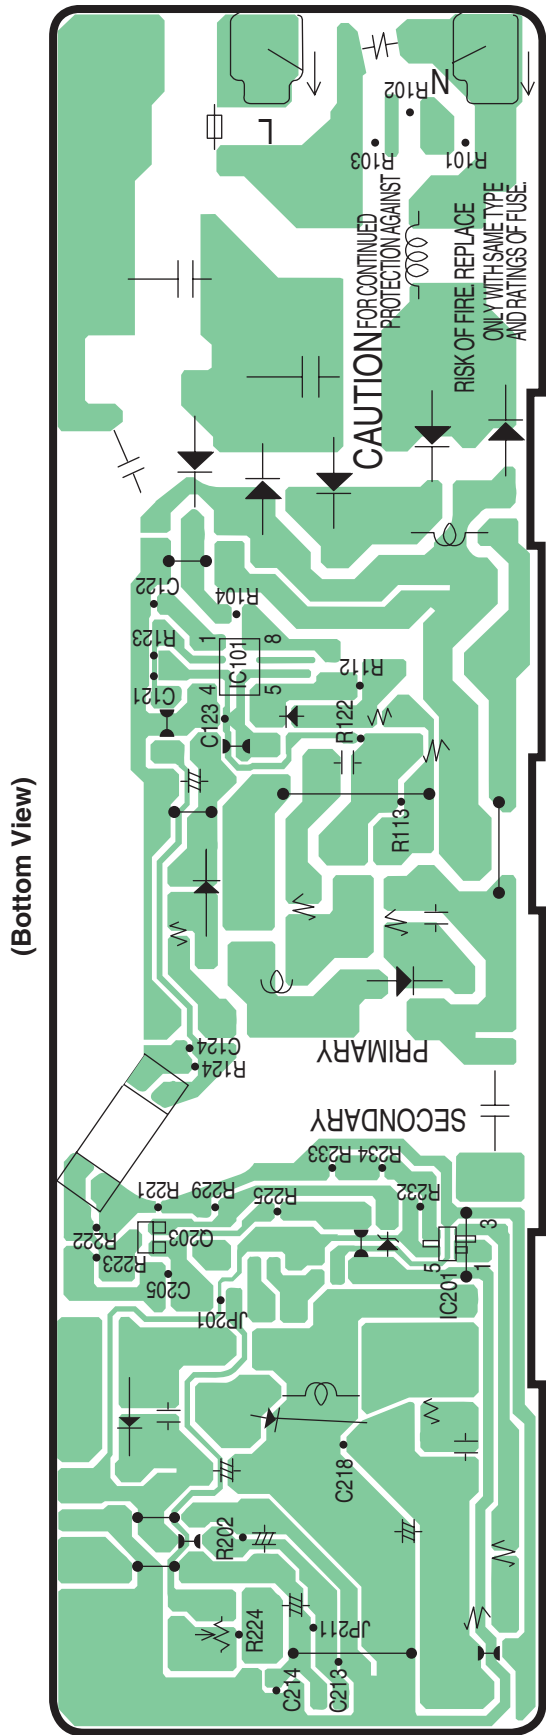 (Bottom View)
N
L
R102
R103
R101
CAUTION
FOR CONTINUED
PROTECTION AGAINST
RISK OF FIRE. REPLACE
ONLY WITH SAME TYPE
AND RATINGS OF FUSE.
C122
R104
R123
1
8
IC101
C121
4
5
R112
C123
R122
R113
PRIMARY
C124
R124
SECONDARY
R233
R234
R221
R229
R225
R232
R222
Q203
R223
3
5
1
IC201
C205
JP201
C218
R202
R224
JP211
C214
C213